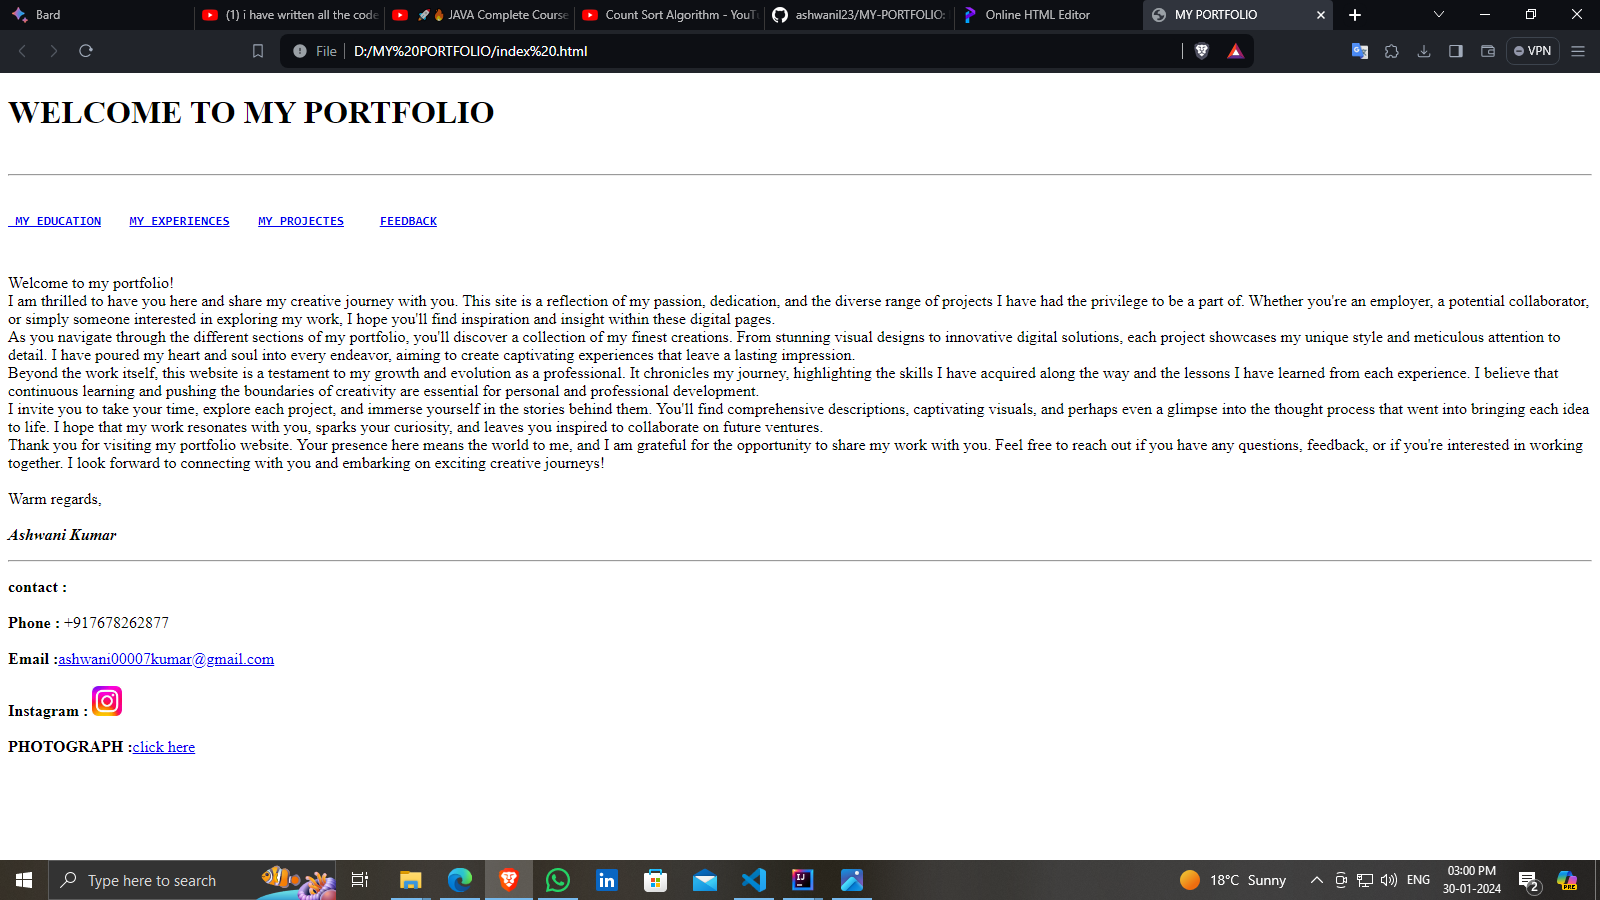 Bard
(1) i have written all the code
JAVA Complete Course
Count Sort Algorithm - YouTu
ashwanil23/MY-PORTFOLIO:
Online HTML Editor
MY PORTFOLIO
File
D:/MY%20PORTFOLIO/index%20.html
VPN
WELCOME TO MY PORTFOLIO
MY EDUCATION MY EXPERIENCES MY PROJECTES FEEDBACK
Welcome to my portfolio!
I am thrilled to have you here and share my creative journey with you. This site is a reflection of my passion, dedication, and the diverse range of projects I have had the privilege to be a part of. Whether you're an employer, a potential collaborator,
or simply someone interested in exploring my work, I hope you'll find inspiration and insight within these digital pages.
As you navigate through the different sections of my portfolio, you'll discover a collection of my finest creations. From stunning visual designs to innovative digital solutions, each project showcases my unique style and meticulous attention to
detail. I have poured my heart and soul into every endeavor, aiming to create captivating experiences that leave a lasting impression.
Beyond the work itself, this website is a testament to my growth and evolution as a professional. It chronicles my journey, highlighting the skills I have acquired along the way and the lessons I have learned from each experience. I believe that
continuous learning and pushing the boundaries of creativity are essential for personal and professional development.
I invite you to take your time, explore each project, and immerse yourself in the stories behind them. You'll find comprehensive descriptions, captivating visuals, and perhaps even a glimpse into the thought process that went into bringing each idea
to life. I hope that my work resonates with you, sparks your curiosity, and leaves you inspired to collaborate on future ventures.
Thank you for visiting my portfolio website. Your presence here means the world to me, and I am grateful for the opportunity to share my work with you. Feel free to reach out if you have any questions, feedback, or if you're interested in working
together. I look forward to connecting with you and embarking on exciting creative journeys!
Warm regards,
Ashwani Kumar
contact :
Phone : +917678262877
Email :ashwani00007kumar@gmail.com
Instagram :
PHOTOGRAPH :click here
Type here to search
18°C Sunny
ENG
03:00 PM
30-01-2024
2